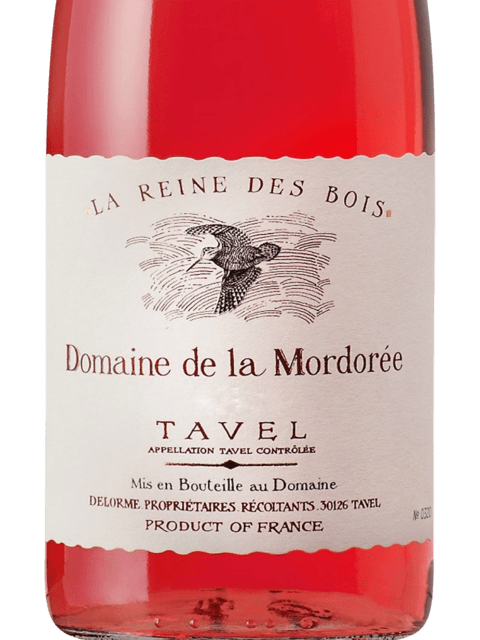 LA REINE DES BOIS
Domaine de la Mordorée
TAVEL
APPELLATION TAVEL CONTRÔLÉE
Mis en Bouteille au Domaine
DELORME PROPRIÉTAIRES. RÉCOLTANTS. 30126 TAVEL
PRODUCT OF FRANCE